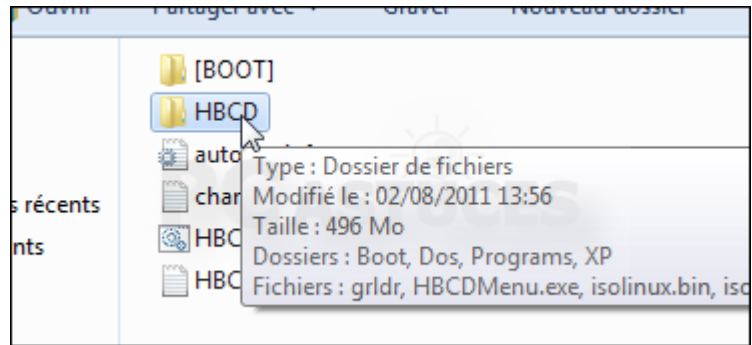 Ouvrir Partager avec Graver Nouveau dossier
[BOOT]
HBCD
auto
Type : Dossier de fichiers
char
Modifié le : 02/08/2011 13:56
s récents
Taille : 496 Mo
HBC
nts
Dossiers : Boot, Dos, Programs, XP
HBC
Fichiers : grldr, HBCDMenu.exe, isolinux.bin, iso
ASTUCES